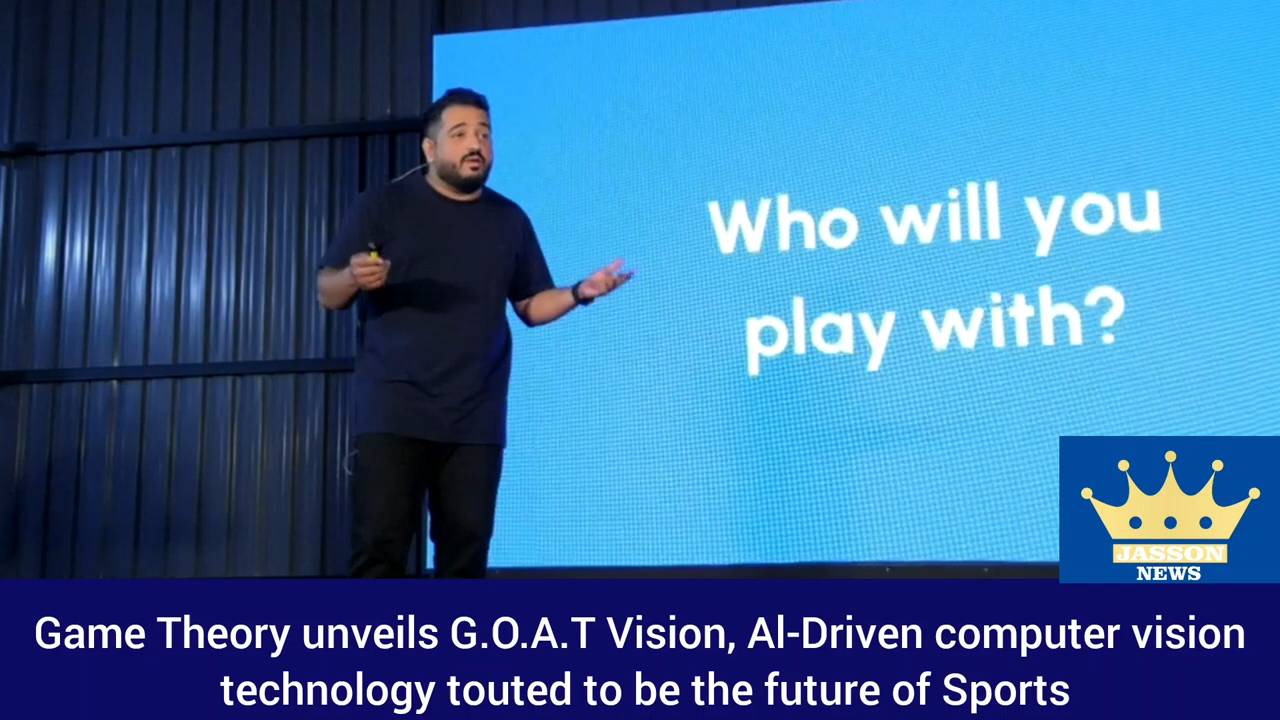 Who will you
play with?
JASSON
NEWS
Game Theory unveils G.O.A.T Vision, Al-Driven computer vision
technology touted to be the future of Sports